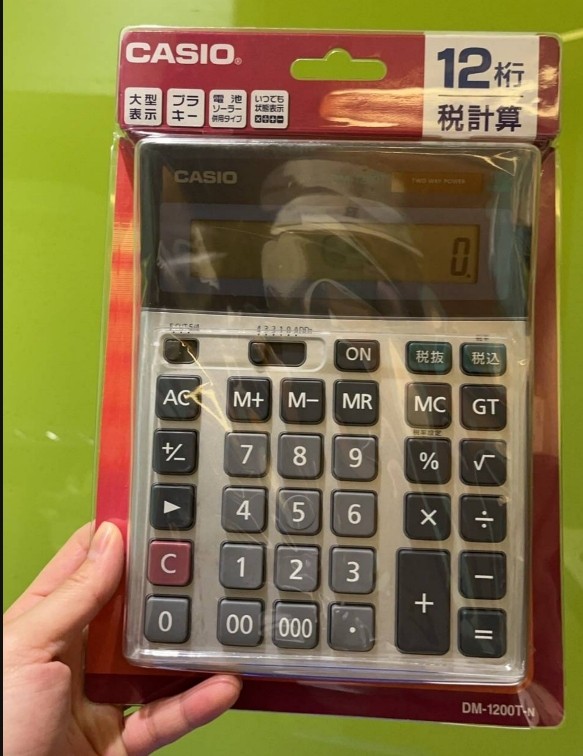 CASIO®
12桁
税計算
大型
表示
プラ
キー
電池
ソーラー
併用タイプ
いつでも
状態表示
CASIO
TWO WAY POWER
0.
ON 税抜 税込
AC M+ M− MR MC GT
+/− 7 8 9 % √
▶ 4 5 6 × ÷
C 1 2 3 + −
0 00 000 · =
DM-1200T-N